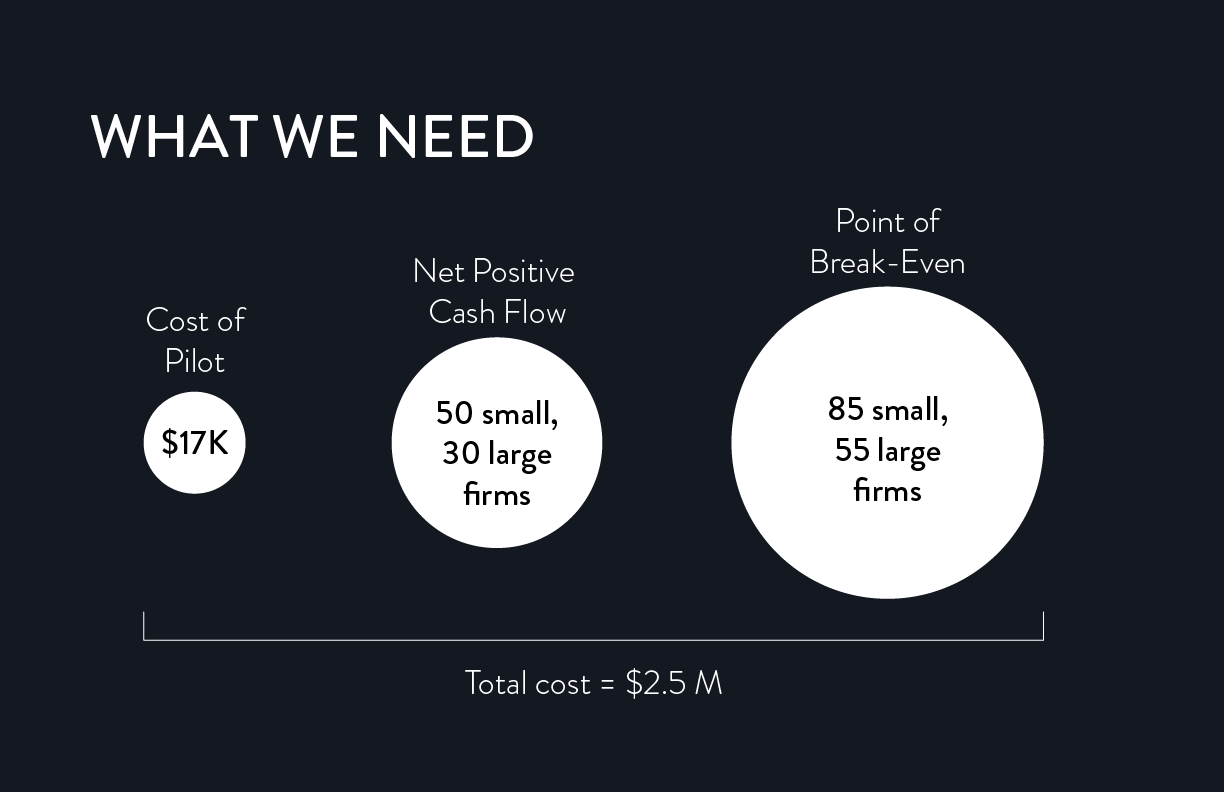 WHAT WE NEED
Cost of
Pilot
$17K
Net Positive
Cash Flow
50 small,
30 large
firms
Point of
Break-Even
85 small,
55 large
firms
Total cost = $2.5 M